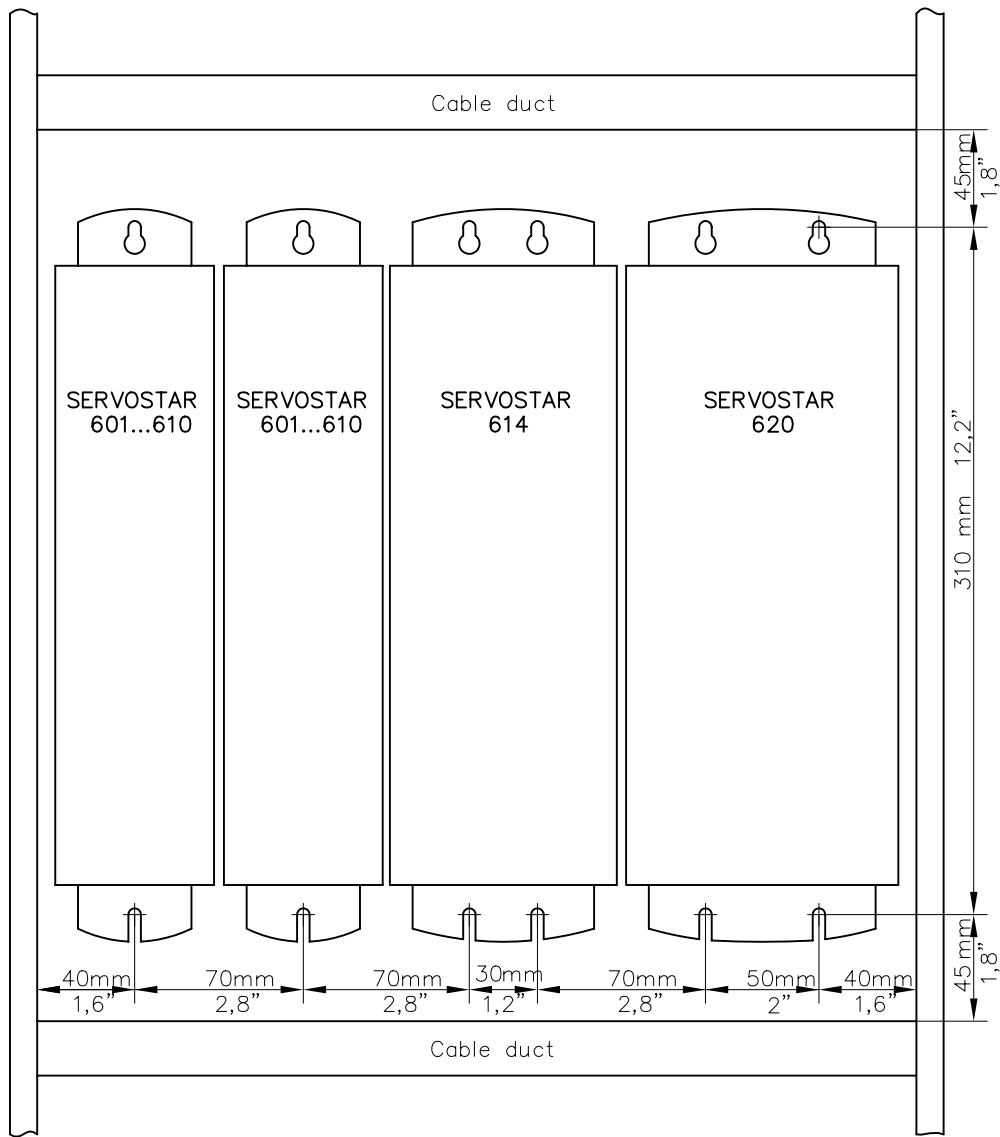 Cable duct
45mm
1,8”
SERVOSTAR
601...610
SERVOSTAR
601...610
SERVOSTAR
614
SERVOSTAR
620
310 mm 12,2”
40mm
1,6”
70mm
2,8”
70mm
2,8”
30mm
1,2”
70mm
2,8”
50mm
2”
40mm
1,6”
45mm
1,8”
Cable duct